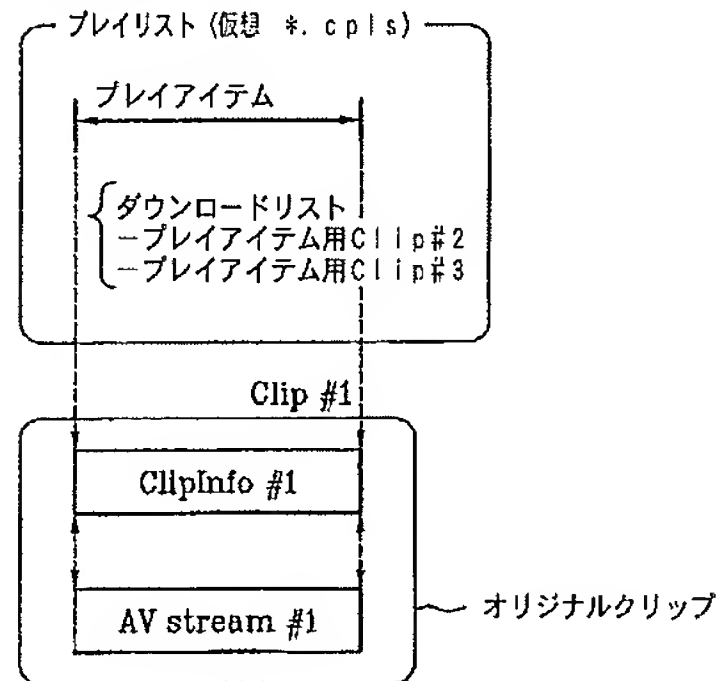 プレイリスト (仮想 *.cpls)
プレイアイテム
ダウンロードリスト
ープレイアイテム用Clip#2
ープレイアイテム用Clip#3
Clip #1
ClipInfo #1
AV stream #1
オリジナルクリップ